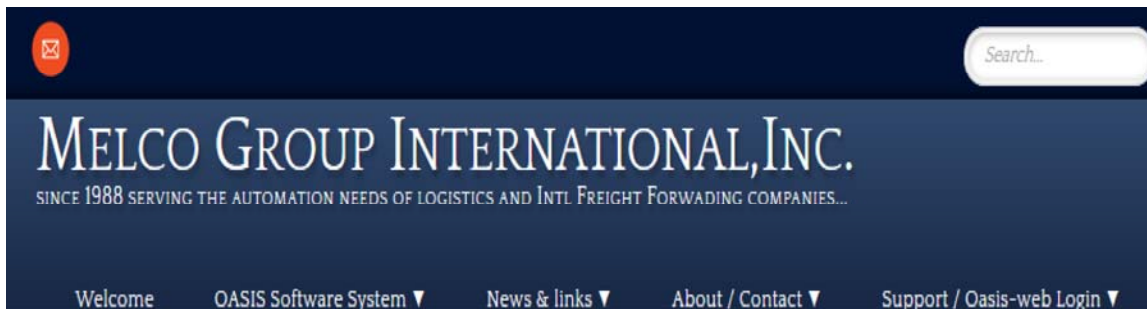 Search...
MELCO GROUP INTERNATIONAL,INC.
SINCE 1988 SERVING THE AUTOMATION NEEDS OF LOGISTICS AND INTL FREIGHT FORWADING COMPANIES...
Welcome OASIS Software System ▼ News & links ▼ About / Contact ▼ Support / Oasis-web Login ▼